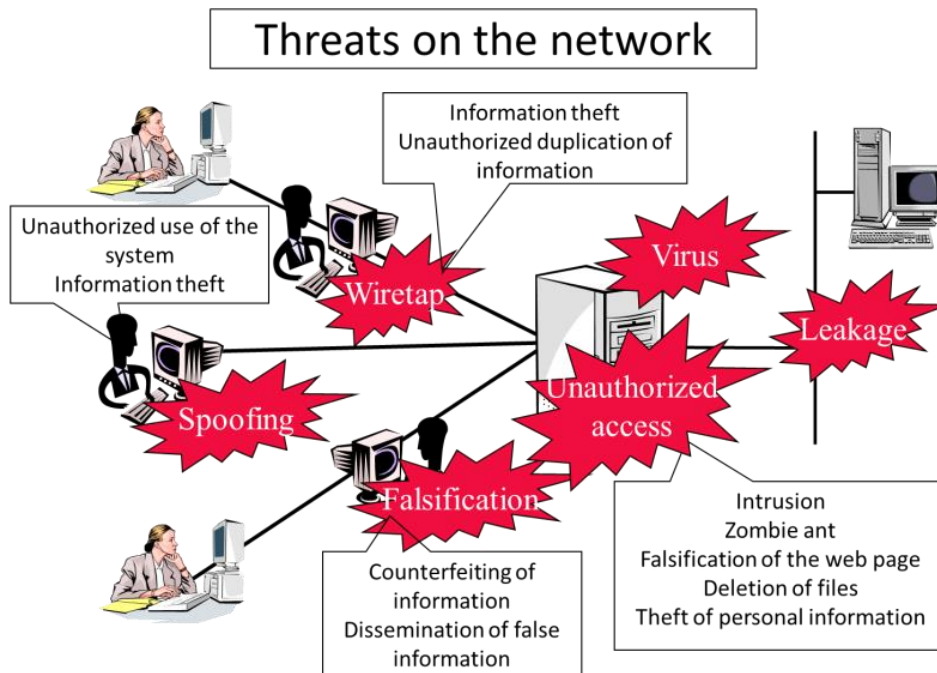 Threats on the network
Information theft
Unauthorized duplication of
information
Unauthorized use of the
system
Information theft
Virus
Wiretap
Leakage
Unauthorized
access
Spoofing
Falsification
Intrusion
Zombie ant
Falsification of the web page
Deletion of files
Theft of personal information
Counterfeiting of
information
Dissemination of false
information